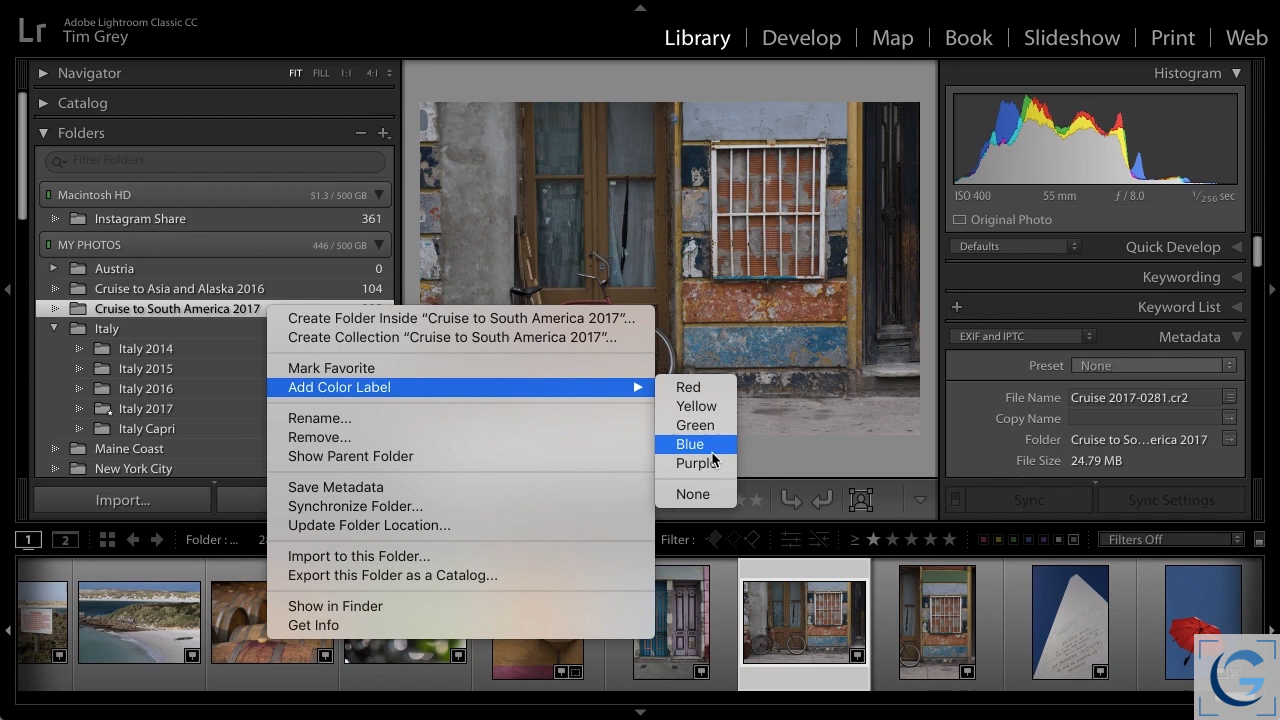 Lr
Adobe Lightroom Classic CC
Tim Grey
Library | Develop | Map | Book | Slideshow | Print | Web
Navigator FIT FILL 1:1 4:1
Catalog
Folders
Filter Folders
Macintosh HD 51.3 / 500 GB
Instagram Share 361
MY PHOTOS 446 / 500 GB
Austria 0
Cruise to Asia and Alaska 2016 104
Cruise to South America 2017
Italy
Italy 2014
Italy 2015
Italy 2016
Italy 2017
Italy Capri
Maine Coast
New York City
Import...
Create Folder Inside “Cruise to South America 2017”...
Create Collection “Cruise to South America 2017”...
Mark Favorite
Add Color Label
Rename...
Remove...
Show Parent Folder
Save Metadata
Synchronize Folder...
Update Folder Location...
Import to this Folder...
Export this Folder as a Catalog...
Show in Finder
Get Info
Red
Yellow
Green
Blue
Purple
None
Histogram
ISO 400 55 mm ƒ / 8.0 1/250 sec
Original Photo
Defaults Quick Develop
Keywording
Keyword List
EXIF and IPTC Metadata
Preset None
File Name Cruise 2017-0281.cr2
Copy Name
Folder Cruise to So...erica 2017
File Size 24.79 MB
Sync Sync Settings
1 2 Folder : ... Filter : ≥ Filters Off
G